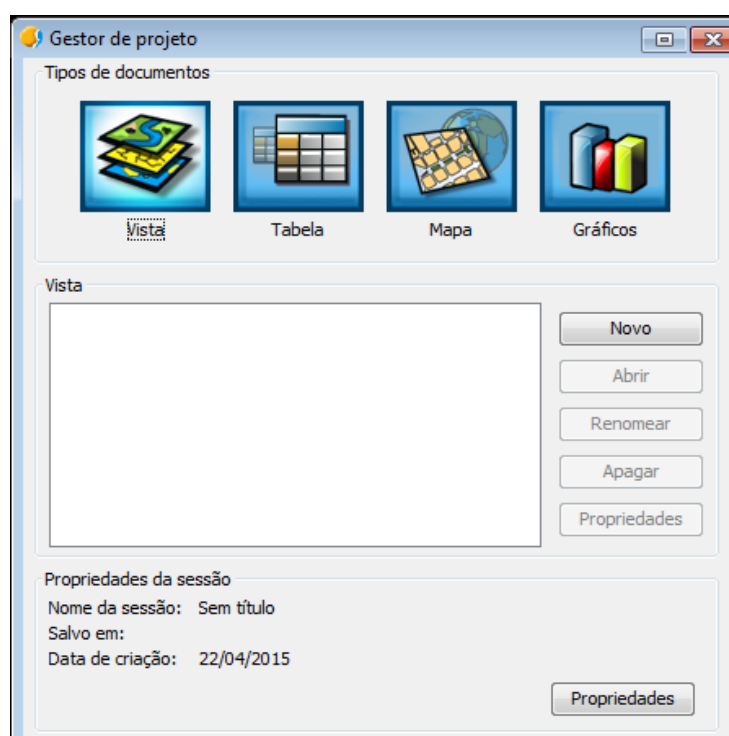 Gestor de projeto
Tipos de documentos
Vista
Tabela
Mapa
Gráficos
Vista
Novo
Abrir
Renomear
Apagar
Propriedades
Propriedades da sessão
Nome da sessão: Sem título
Salvo em:
Data de criação: 22/04/2015
Propriedades